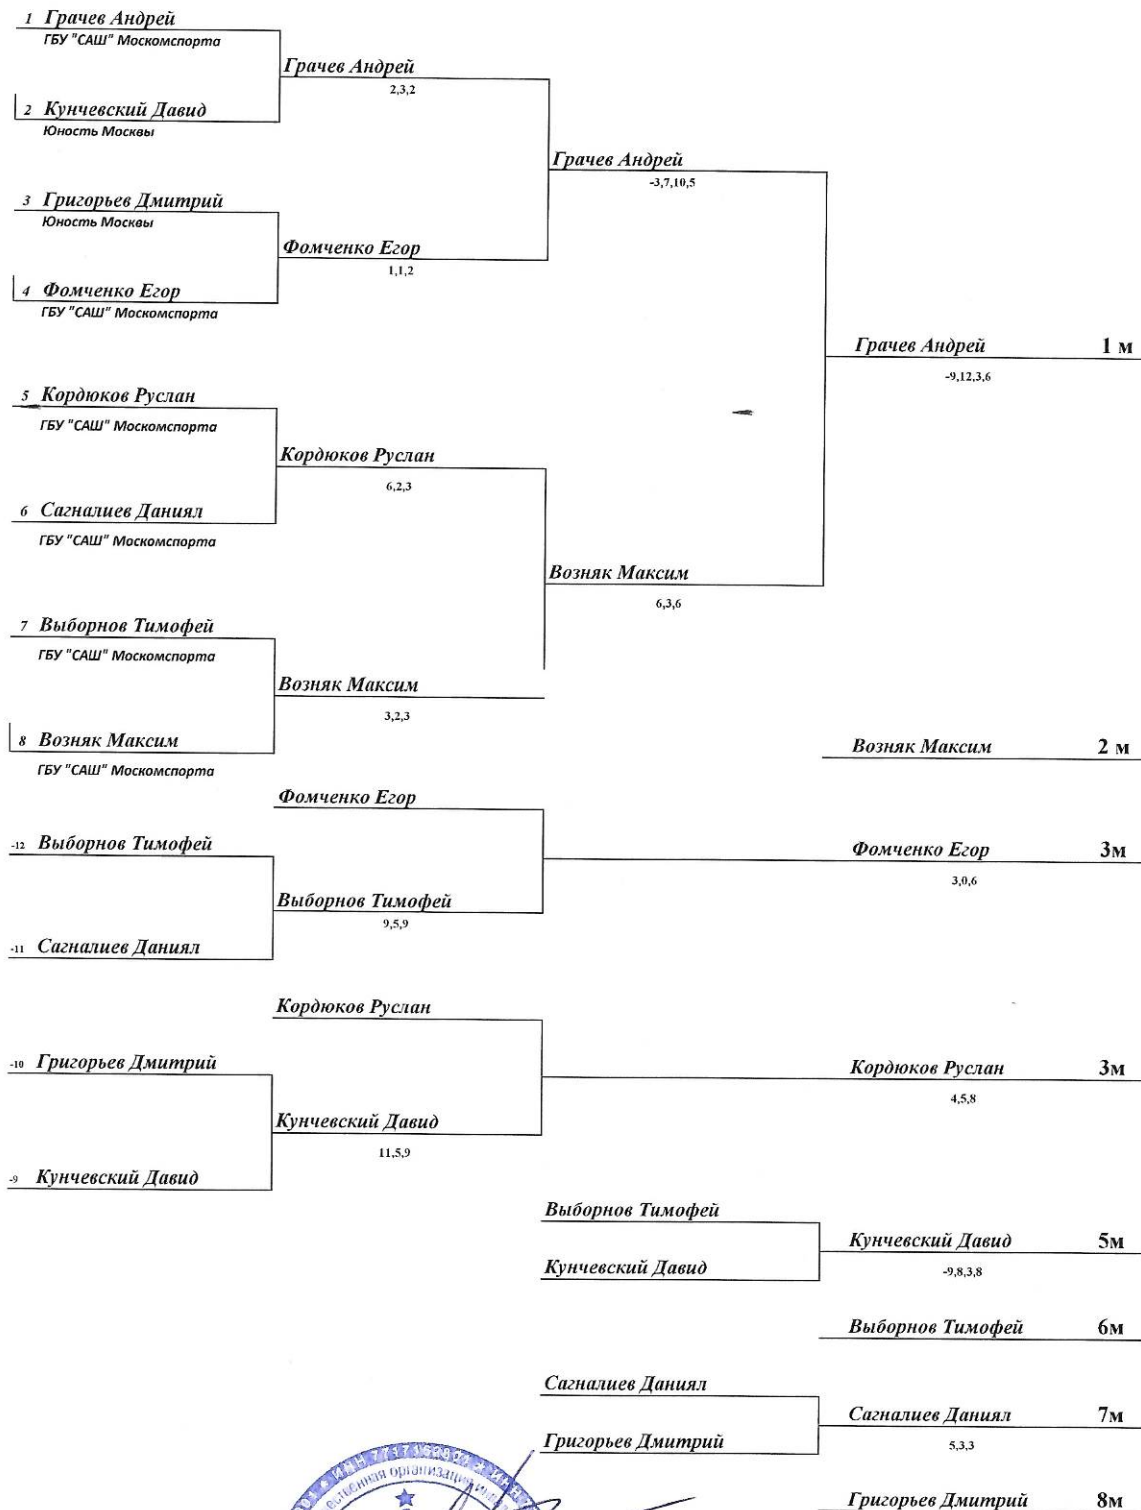 1 Грачев Андрей
ГБУ "САШ" Москомспорта
Грачев Андрей
2,3,2
2 Кунчевский Давид
Юность Москвы
Грачев Андрей
-3,7,10,5
3 Григорьев Дмитрий
Юность Москвы
Фомченко Егор
1,1,2
4 Фомченко Егор
ГБУ "САШ" Москомспорта
Грачев Андрей 1 м
-9,12,3,6
5 Кордюков Руслан
ГБУ "САШ" Москомспорта
Кордюков Руслан
6,2,3
6 Сагналиев Даниял
ГБУ "САШ" Москомспорта
Возняк Максим
6,3,6
7 Выборнов Тимофей
ГБУ "САШ" Москомспорта
Возняк Максим
3,2,3
8 Возняк Максим
ГБУ "САШ" Москомспорта
Возняк Максим 2 м
Фомченко Егор
-12 Выборнов Тимофей
Фомченко Егор 3м
3,0,6
Выборнов Тимофей
9,5,9
-11 Сагналиев Даниял
Кордюков Руслан
-10 Григорьев Дмитрий
Кордюков Руслан 3м
4,5,8
Кунчевский Давид
11,5,9
-9 Кунчевский Давид
Выборнов Тимофей
Кунчевский Давид 5м
-9,8,3,8
Кунчевский Давид
Выборнов Тимофей 6м
Сагналиев Даниял
Сагналиев Даниял 7м
5,3,3
Григорьев Дмитрий
Григорьев Дмитрий 8м